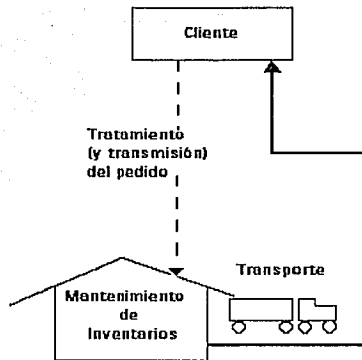 Cliente
Tratamiento
(y transmisión)
del pedido
Transporte
Mantenimiento
de
Inventarios